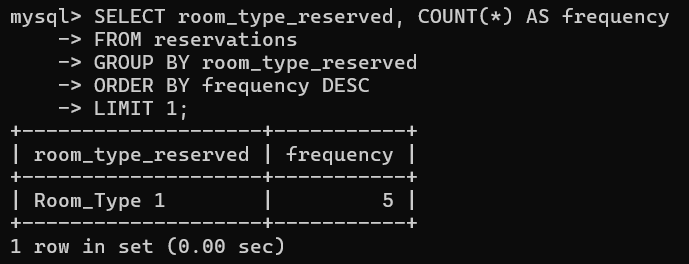 mysql> SELECT room_type_reserved, COUNT(*) AS frequency
    -> FROM reservations
    -> GROUP BY room_type_reserved
    -> ORDER BY frequency DESC
    -> LIMIT 1;
+--------------------+-----------+
| room_type_reserved | frequency |
+--------------------+-----------+
| Room_Type 1        |         5 |
+--------------------+-----------+
1 row in set (0.00 sec)